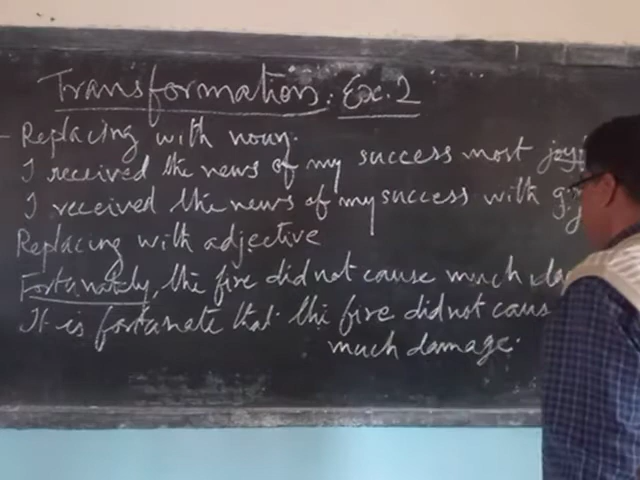 Transformation: Ex. 2
- Replacing with noun.
I received the news of my success most
I received the news of my success with
Replacing with adjective
Fortunately, the fire did not cause much
It is fortunate that the fire did not
much damage.